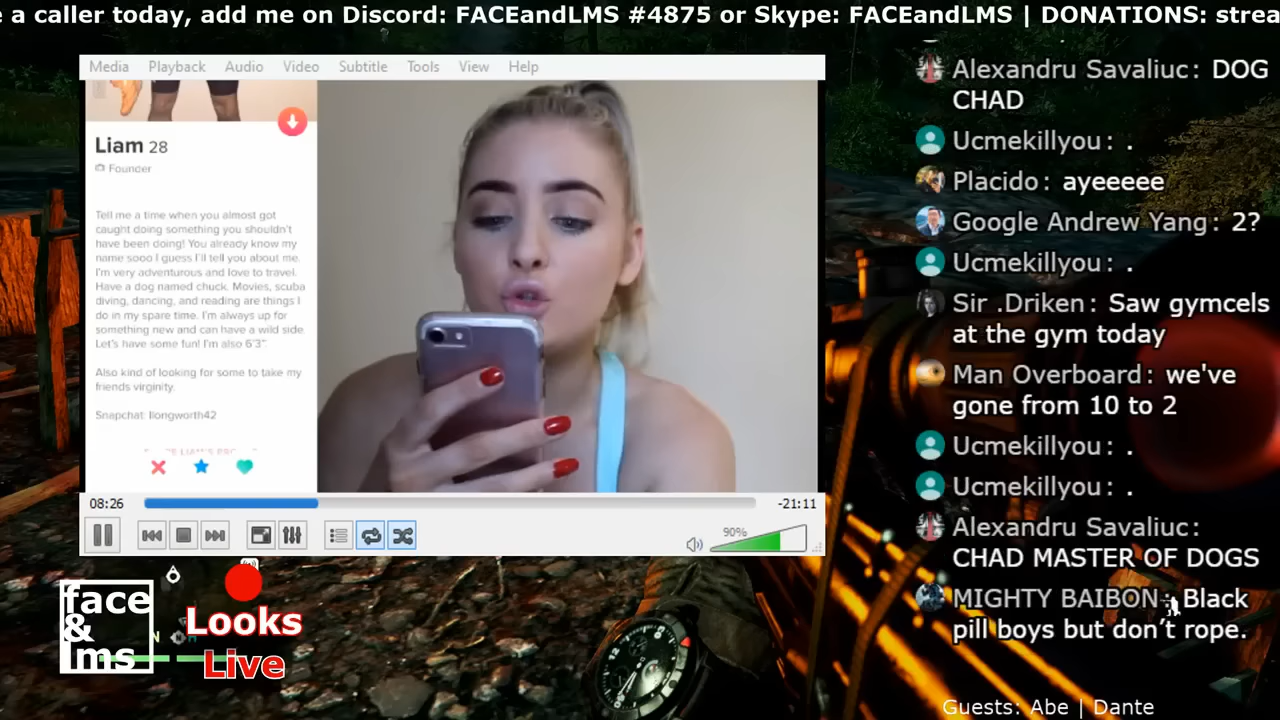 e a caller today, add me on Discord: FACEandLMS #4875 or Skype: FACEandLMS | DONATIONS: strea
Media Playback Audio Video Subtitle Tools View Help
Liam 28
Founder
Tell me a time when you almost got
caught doing something you shouldn't
have been doing! You already know my
name sooo I guess I'll tell you about me.
I'm very adventurous and love to travel.
Have a dog named chuck. Movies, scuba
diving, dancing, and reading are things I
do in my spare time. I'm always up for
something new and can have a wild side.
Let's have some fun! I'm also 6'3".
Also kind of looking for some to take my
friends virginity.
Snapchat: llongworth42
08:26
-21:11
90%
face
&
lms
Looks
Live
Alexandru Savaliuc: DOG
CHAD
Ucmekillyou: .
Placido: ayeeeee
Google Andrew Yang: 2?
Ucmekillyou: .
Sir .Driken: Saw gymcels
at the gym today
Man Overboard: we've
gone from 10 to 2
Ucmekillyou: .
Ucmekillyou: .
Alexandru Savaliuc:
CHAD MASTER OF DOGS
MIGHTY BAIBON: Black
pill boys but don't rope.
Guests: Abe | Dante